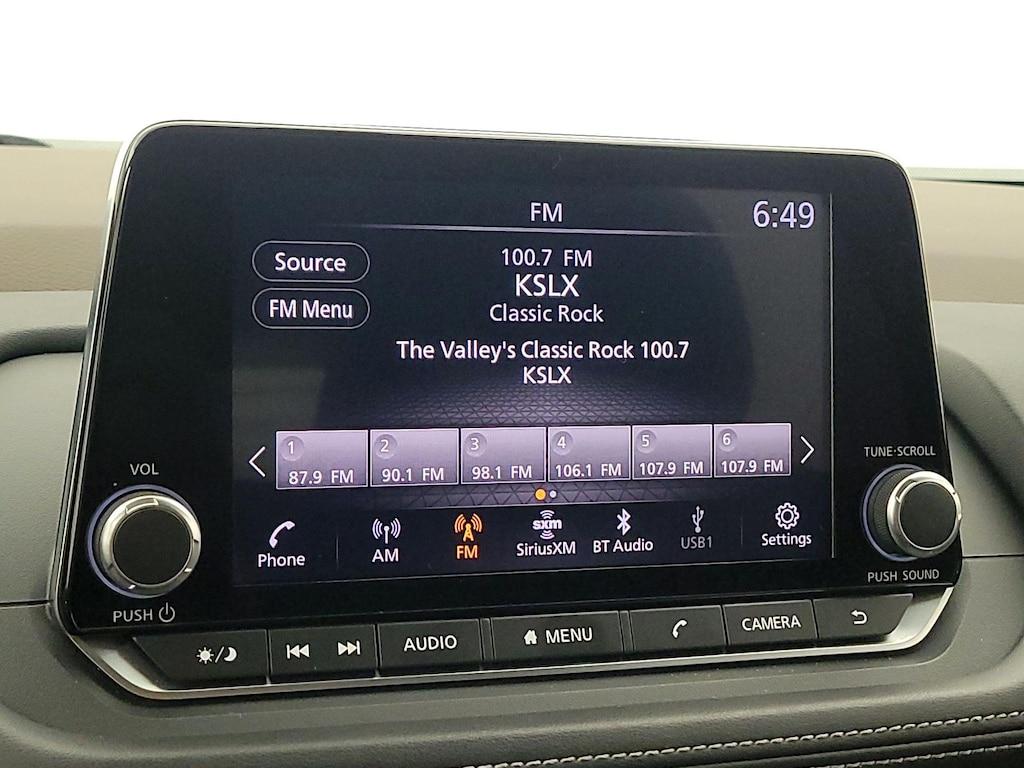 FM
6:49
Source
100.7 FM
KSLX
FM Menu
Classic Rock
The Valley's Classic Rock 100.7
KSLX
1
2
3
4
5
6
87.9 FM
90.1 FM
98.1 FM
106.1 FM
107.9 FM
107.9 FM
VOL
TUNE·SCROLL
Phone
AM
FM
sxm
SiriusXM
BT Audio
USB1
Settings
PUSH
PUSH SOUND
AUDIO
MENU
CAMERA